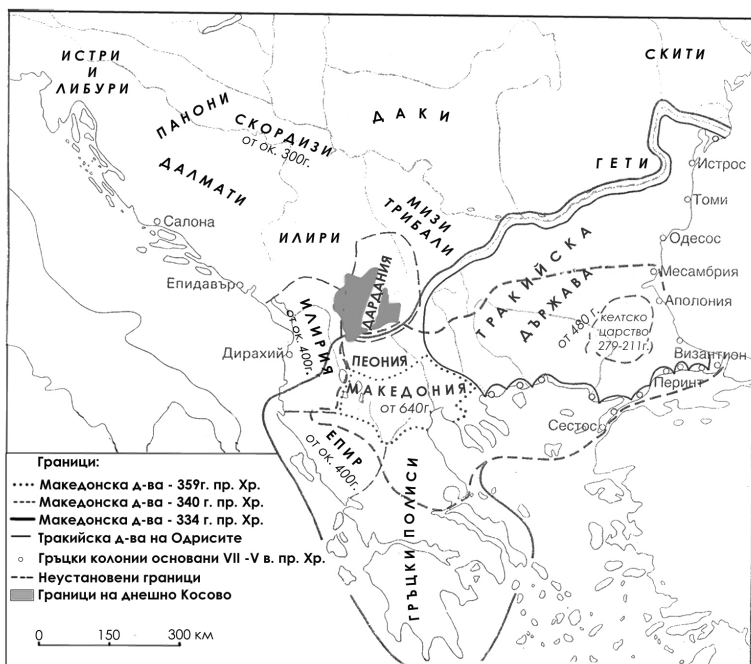 ИСТРИ
И
ЛИБУРИ
СКИТИ
ПАНОНИ
СКОРДИЗИ
от ок. 300г.
ДАКИ
ДАЛМАТИ
ГЕТИ
Истрос
МИЗИ
ТРИБАЛИ
Томи
Салона
ИЛИРИ
Одесос
ТРАКИЙСКА
ДЪРЖАВА
от 480 г.
Месамбрия
Епидавър
ДАРДАНИЯ
Аполония
келтско
царство
279-211г.
ИЛИРИЯ
от ок. 400г.
Дирахий
Византион
ПЕОНИЯ
МАКЕДОНИЯ
от 640г.
Перинт
Сестос
ЕПИР
от ок. 400г.
ГРЪЦКИ ПОЛИСИ
Граници:
Македонска д-ва - 359г. пр. Хр.
Македонска д-ва - 340 г. пр. Хр.
Македонска д-ва - 334 г. пр. Хр.
Тракийска д-ва на Одрисите
Гръцки колонии основани VII -V в. пр. Хр.
Неустановени граници
Граници на днешно Косово
0 150 300 км